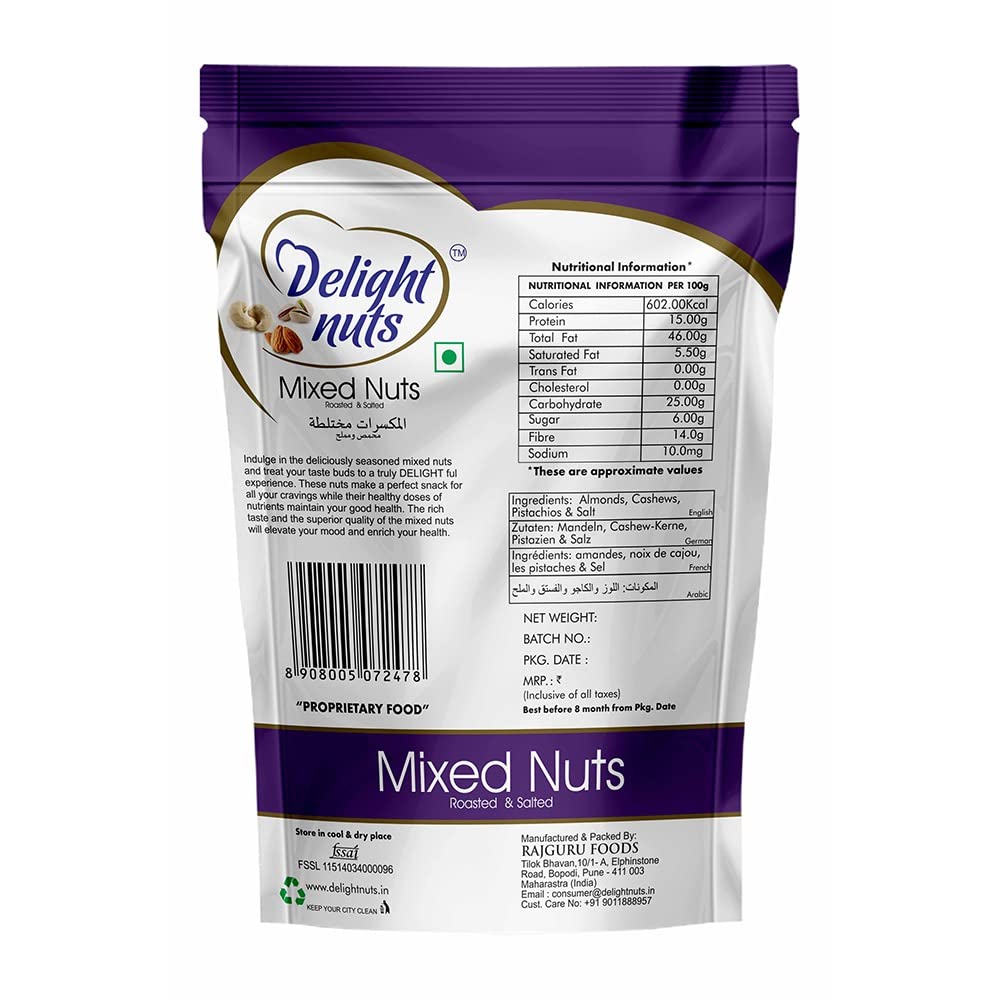 Delight
nuts
TM
Mixed Nuts
Roasted & Salted
المكسرات مختلطة
محمص ومملح
Indulge in the deliciously seasoned mixed nuts
and treat your taste buds to a truly DELIGHT ful
experience. These nuts make a perfect snack for
all your cravings while their healthy doses of
nutrients maintain your good health. The rich
taste and the superior quality of the mixed nuts
will elevate your mood and enrich your health.
8 908005 072478
"PROPRIETARY FOOD"
Nutritional Information*
NUTRITIONAL INFORMATION PER 100g
Calories 602.00Kcal
Protein 15.00g
Total Fat 46.00g
Saturated Fat 5.50g
Trans Fat 0.00g
Cholesterol 0.00g
Carbohydrate 25.00g
Sugar 6.00g
Fibre 14.0g
Sodium 10.0mg
*These are approximate values
Ingredients: Almonds, Cashews,
Pistachios & Salt English
Zutaten: Mandeln, Cashew-Kerne,
Pistazien & Salz German
Ingrédients: amandes, noix de cajou,
les pistaches & Sel French
المكونات: اللوز والكاجو والفستق والملح
Arabic
NET WEIGHT:
BATCH NO.:
PKG. DATE :
MRP.: ₹
(Inclusive of all taxes)
Best before 8 month from Pkg. Date
Mixed Nuts
Roasted & Salted
Store in cool & dry place
fssai
FSSL 11514034000096
www.delightnuts.in
KEEP YOUR CITY CLEAN
Manufactured & Packed By:
RAJGURU FOODS
Tilok Bhavan,10/1- A, Elphinstone
Road, Bopodi, Pune - 411 003
Maharastra (India)
Email : consumer@delightnuts.in
Cust. Care No: +91 9011888957